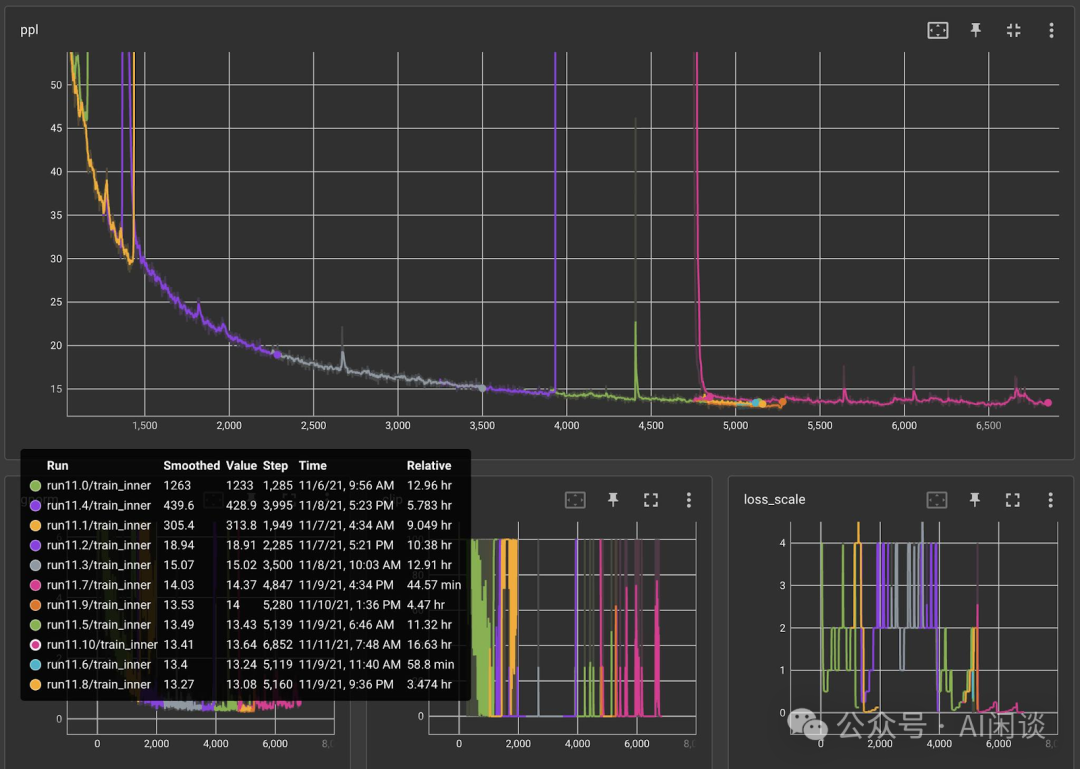 ppl
50
45
40
35
30
25
20
15
1,500 2,000 2,500 3,000 3,500 4,000 4,500 5,000 5,500 6,000 6,500
Run Smoothed Value Step Time Relative
run11.0/train_inner 1263 1233 1,285 11/6/21, 9:56 AM 12.96 hr
run11.4/train_inner 439.6 428.9 3,995 11/8/21, 5:23 PM 5.783 hr
run11.1/train_inner 305.4 313.8 1,949 11/7/21, 4:34 AM 9.049 hr
run11.2/train_inner 18.94 18.91 2,285 11/7/21, 5:21 PM 10.38 hr
run11.3/train_inner 15.07 15.02 3,500 11/8/21, 10:03 AM 12.91 hr
run11.7/train_inner 14.03 14.37 4,847 11/9/21, 4:34 PM 44.57 min
run11.9/train_inner 13.53 14 5,280 11/10/21, 1:36 PM 4.47 hr
run11.5/train_inner 13.49 13.43 5,139 11/9/21, 6:46 AM 11.32 hr
run11.10/train_inner 13.41 13.64 6,852 11/11/21, 7:48 AM 16.63 hr
run11.6/train_inner 13.4 13.24 5,119 11/9/21, 11:40 AM 58.8 min
run11.8/train_inner 13.27 13.08 5,160 11/9/21, 9:36 PM 3.474 hr
0
0 2,000 4,000 6,000 8,0
0
0 2,000 4,000 6,000 8,0
loss_scale
4
3
2
1
0
0 2,000 4,000 6,000 8,0
公众号 · AI闲谈